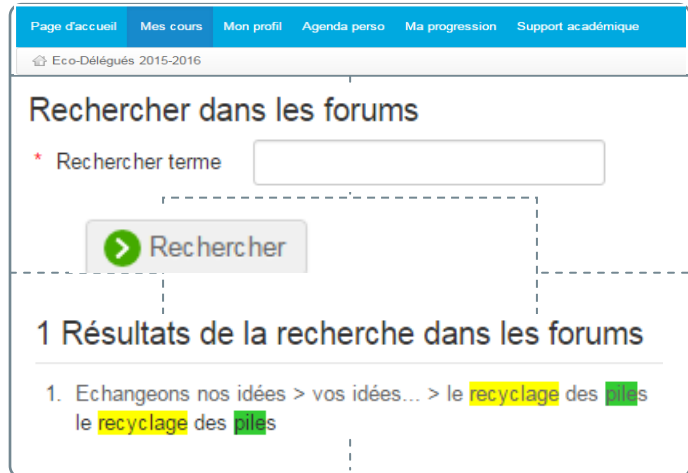 Page d'accueil Mes cours Mon profil Agenda perso Ma progression Support académique
Eco-Délégués 2015-2016
Rechercher dans les forums
* Rechercher terme
Rechercher
1 Résultats de la recherche dans les forums
1. Echangeons nos idées > vos idées... > le recyclage des piles
le recyclage des piles